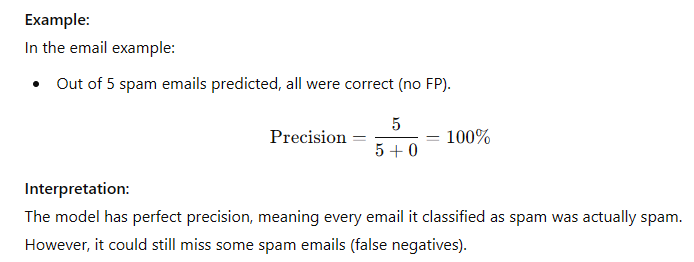 Example:
In the email example:
• Out of 5 spam emails predicted, all were correct (no FP).
Precision = 5 / (5 + 0) = 100%
Interpretation:
The model has perfect precision, meaning every email it classified as spam was actually spam.
However, it could still miss some spam emails (false negatives).